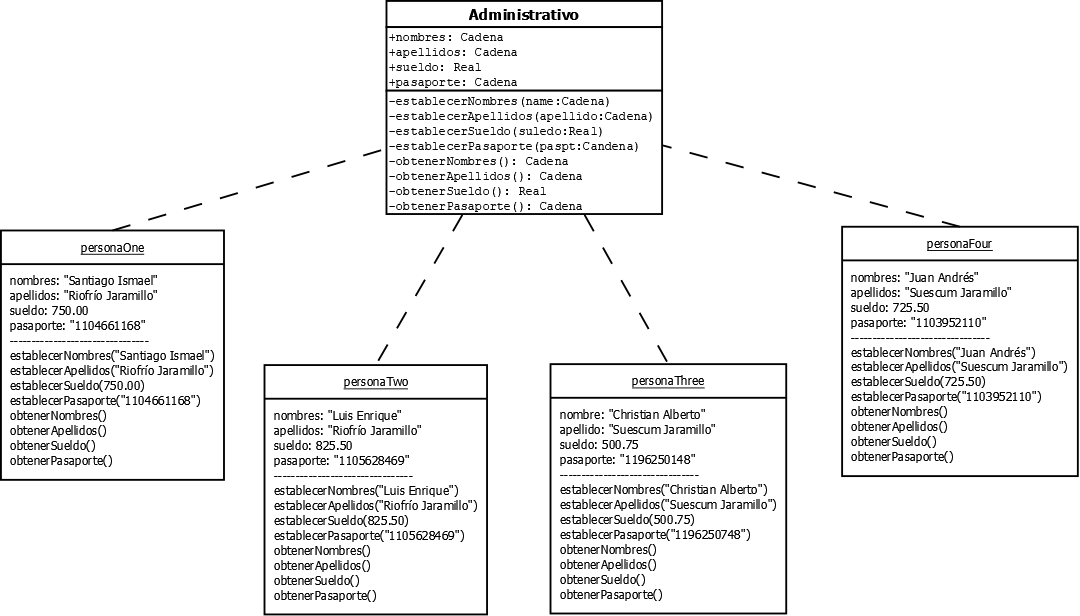 Administrativo
+nombres: Cadena
+apellidos: Cadena
+sueldo: Real
+pasaporte: Cadena
-establecerNombres(name:Cadena)
-establecerApellidos(apellido:Cadena)
-establecerSueldo(suledo:Real)
-establecerPasaporte(paspt:Candena)
-obtenerNombres(): Cadena
-obtenerApellidos(): Cadena
-obtenerSueldo(): Real
-obtenerPasaporte(): Cadena
personaOne
nombres: "Santiago Ismael"
apellidos: "Riofrío Jaramillo"
sueldo: 750.00
pasaporte: "1104661168"
--------------------------------
establecerNombres("Santiago Ismael")
establecerApellidos("Riofrío Jaramillo")
establecerSueldo(750.00)
establecerPasaporte("1104661168")
obtenerNombres()
obtenerApellidos()
obtenerSueldo()
obtenerPasaporte()
personaTwo
nombres: "Luis Enrique"
apellidos: "Riofrío Jaramillo"
sueldo: 825.50
pasaporte: "1105628469"
--------------------------------
establecerNombres("Luis Enrique")
establecerApellidos("Riofrío Jaramillo")
establecerSueldo(825.50)
establecerPasaporte("1105628469")
obtenerNombres()
obtenerApellidos()
obtenerSueldo()
obtenerPasaporte()
personaThree
nombre: "Christian Alberto"
apellido: "Suescum Jaramillo"
sueldo: 500.75
pasaporte: "1196250148"
--------------------------------
establecerNombres("Christian Alberto")
establecerApellidos("Suescum Jaramillo")
establecerSueldo(500.75)
establecerPasaporte("1196250748")
obtenerNombres()
obtenerApellidos()
obtenerSueldo()
obtenerPasaporte()
personaFour
nombres: "Juan Andrés"
apellidos: "Suescum Jaramillo"
sueldo: 725.50
pasaporte: "1103952110"
--------------------------------
establecerNombres("Juan Andrés")
establecerApellidos("Suescum Jaramillo")
establecerSueldo(725.50)
establecerPasaporte("1103952110")
obtenerNombres()
obtenerApellidos()
obtenerSueldo()
obtenerPasaporte()